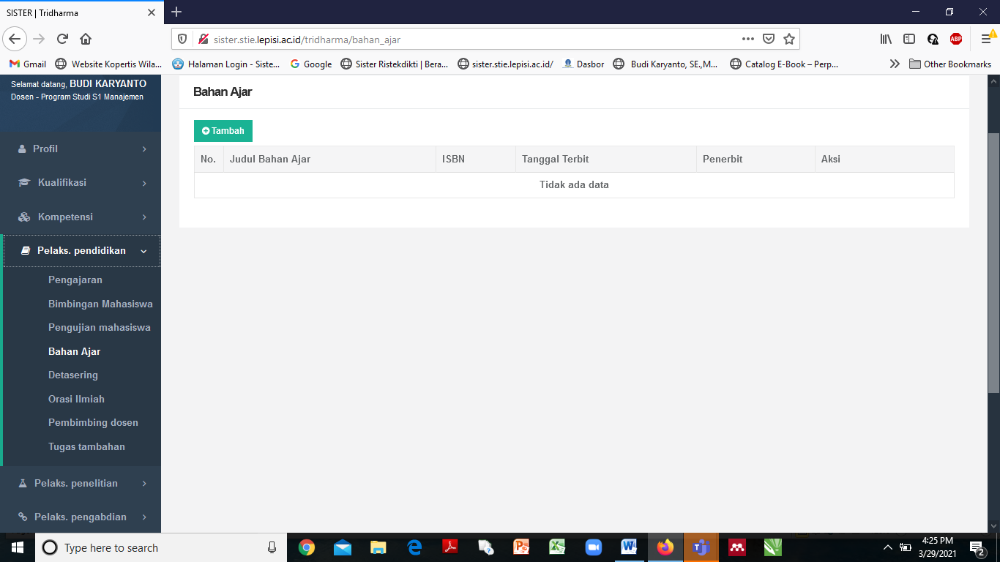 SISTER | Tridharma
sister.stie.lepisi.ac.id/tridharma/bahan_ajar
ABP
Gmail
Website Kopertis Wila...
Halaman Login - Siste...
Google
Sister Ristekdikti | Bera...
sister.stie.lepisi.ac.id/
Dasbor
Budi Karyanto, SE.,M...
Catalog E-Book – Perp...
Other Bookmarks
Selamat datang, BUDI KARYANTO
Dosen - Program Studi S1 Manajemen
Profil
Kualifikasi
Kompetensi
Pelaks. pendidikan
Pengajaran
Bimbingan Mahasiswa
Pengujian mahasiswa
Bahan Ajar
Detasering
Orasi Ilmiah
Pembimbing dosen
Tugas tambahan
Pelaks. penelitian
Pelaks. pengabdian
Bahan Ajar
Tambah
No. Judul Bahan Ajar ISBN Tanggal Terbit Penerbit Aksi
Tidak ada data
Type here to search
4:25 PM
3/29/2021
2